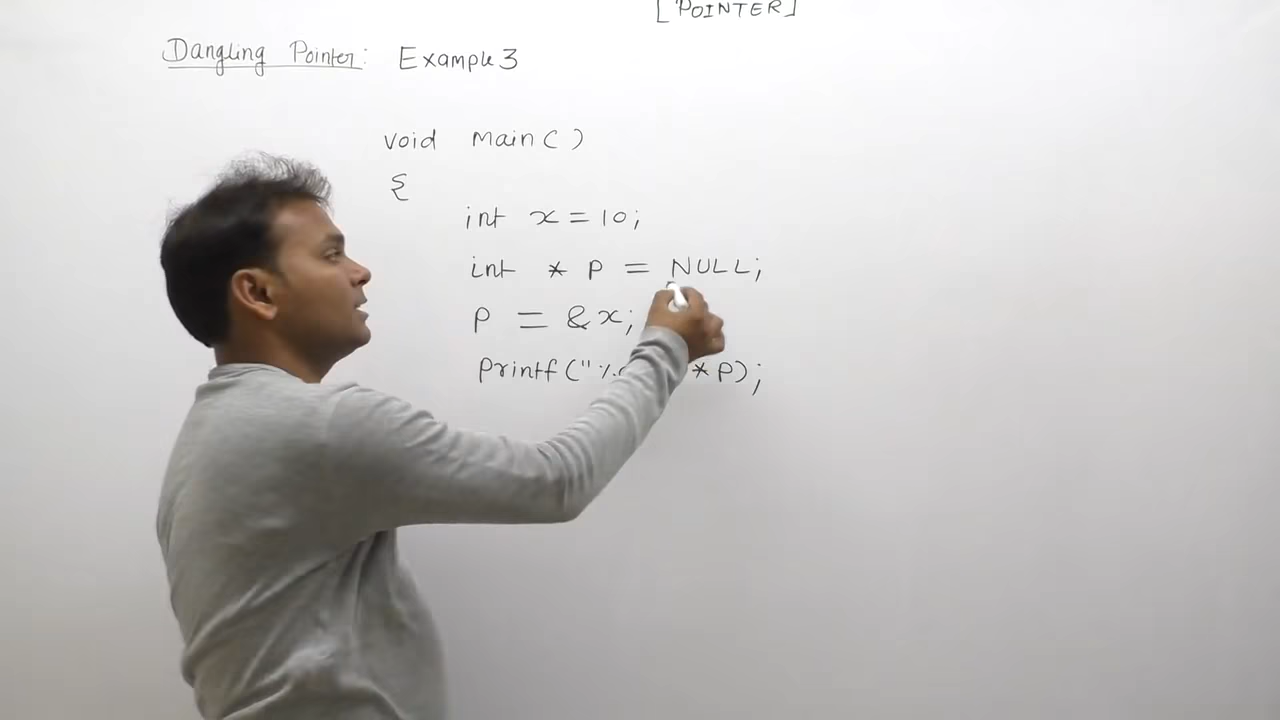 [POINTER]
Dangling Pointer: Example 3
void main()
{
int x = 10;
int * P = NULL;
P = &x;
Printf("%  *P);